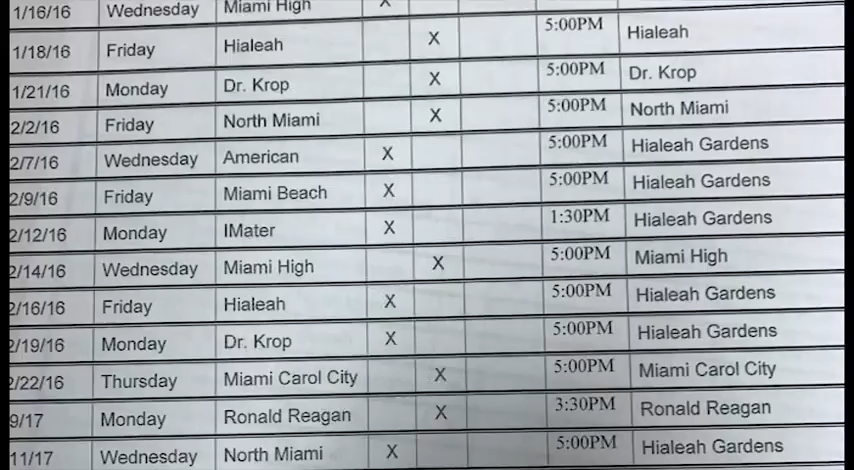 1/16/16 Wednesday Miami High X
1/18/16 Friday Hialeah X 5:00PM Hialeah
1/21/16 Monday Dr. Krop X 5:00PM Dr. Krop
2/2/16 Friday North Miami X 5:00PM North Miami
2/7/16 Wednesday American X 5:00PM Hialeah Gardens
2/9/16 Friday Miami Beach X 5:00PM Hialeah Gardens
2/12/16 Monday IMater X 1:30PM Hialeah Gardens
2/14/16 Wednesday Miami High X 5:00PM Miami High
2/16/16 Friday Hialeah X 5:00PM Hialeah Gardens
2/19/16 Monday Dr. Krop X 5:00PM Hialeah Gardens
2/22/16 Thursday Miami Carol City X 5:00PM Miami Carol City
9/17 Monday Ronald Reagan X 3:30PM Ronald Reagan
11/17 Wednesday North Miami X 5:00PM Hialeah Gardens